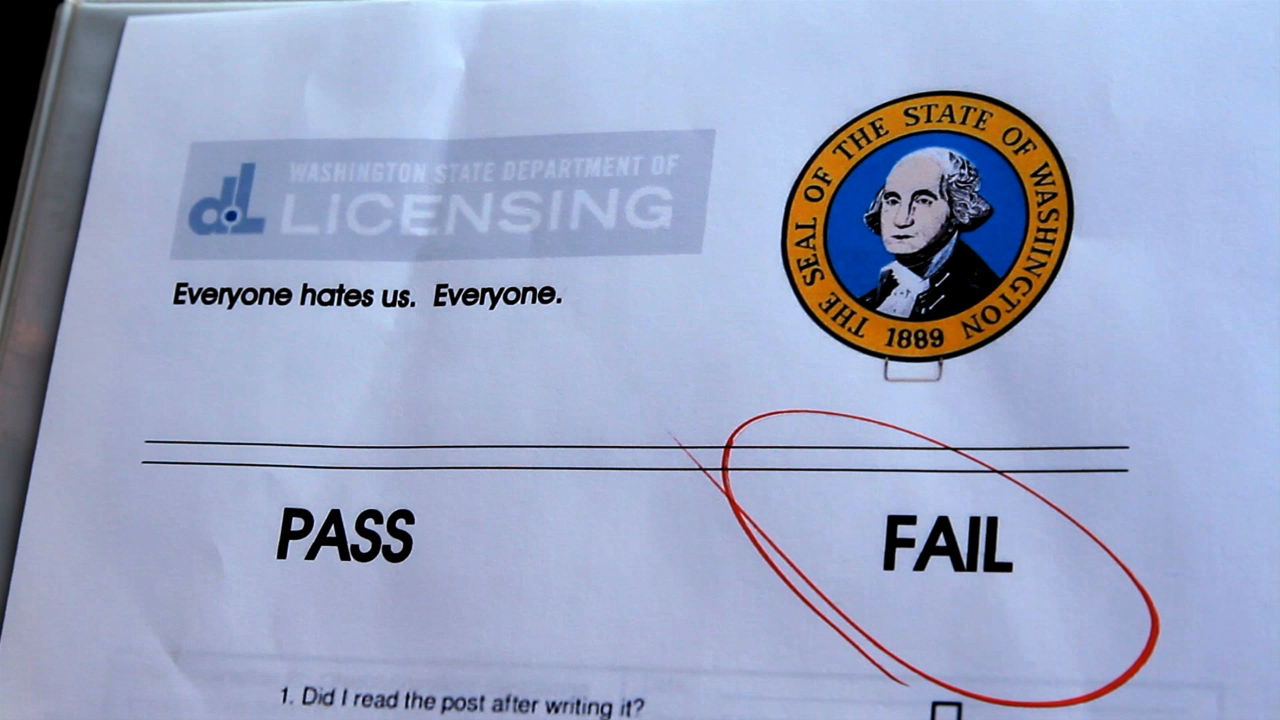 WASHINGTON STATE DEPARTMENT OF
dL LICENSING
Everyone hates us. Everyone.
THE SEAL OF THE STATE OF WASHINGTON
1889
PASS
FAIL
1. Did I read the post after writing it?